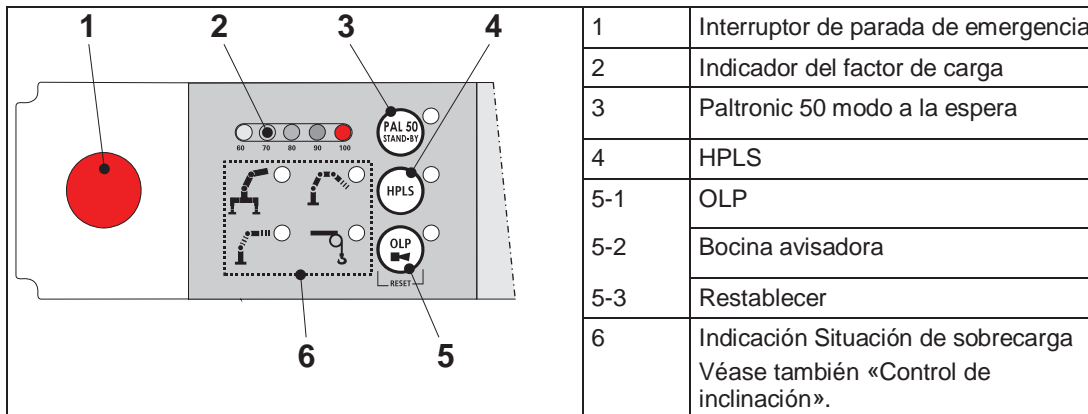 1 2 3 4
PAL 50
STAND-BY
60 70 80 90 100
HPLS
OLP
RESET
6 5
1 Interruptor de parada de emergencia
2 Indicador del factor de carga
3 Paltronic 50 modo a la espera
4 HPLS
5-1 OLP
5-2 Bocina avisadora
5-3 Restablecer
6 Indicación Situación de sobrecarga
Véase también «Control de
inclinación».